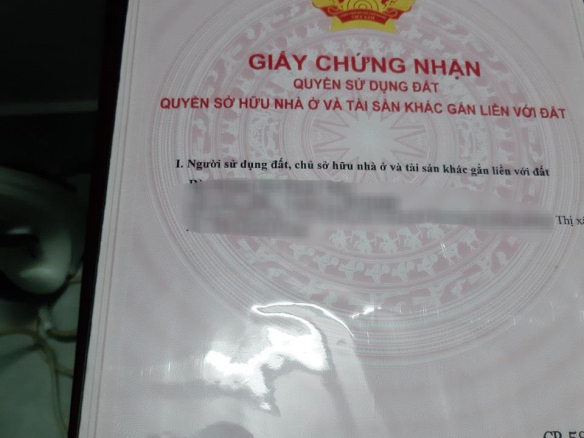 GIẤY CHỨNG NHẬN
QUYỀN SỬ DỤNG ĐẤT
QUYỀN SỞ HỮU NHÀ Ở VÀ TÀI SẢN KHÁC GẮN LIỀN VỚI ĐẤT
I. Người sử dụng đất, chủ sở hữu nhà ở và tài sản khác gắn liền với đất
Thị